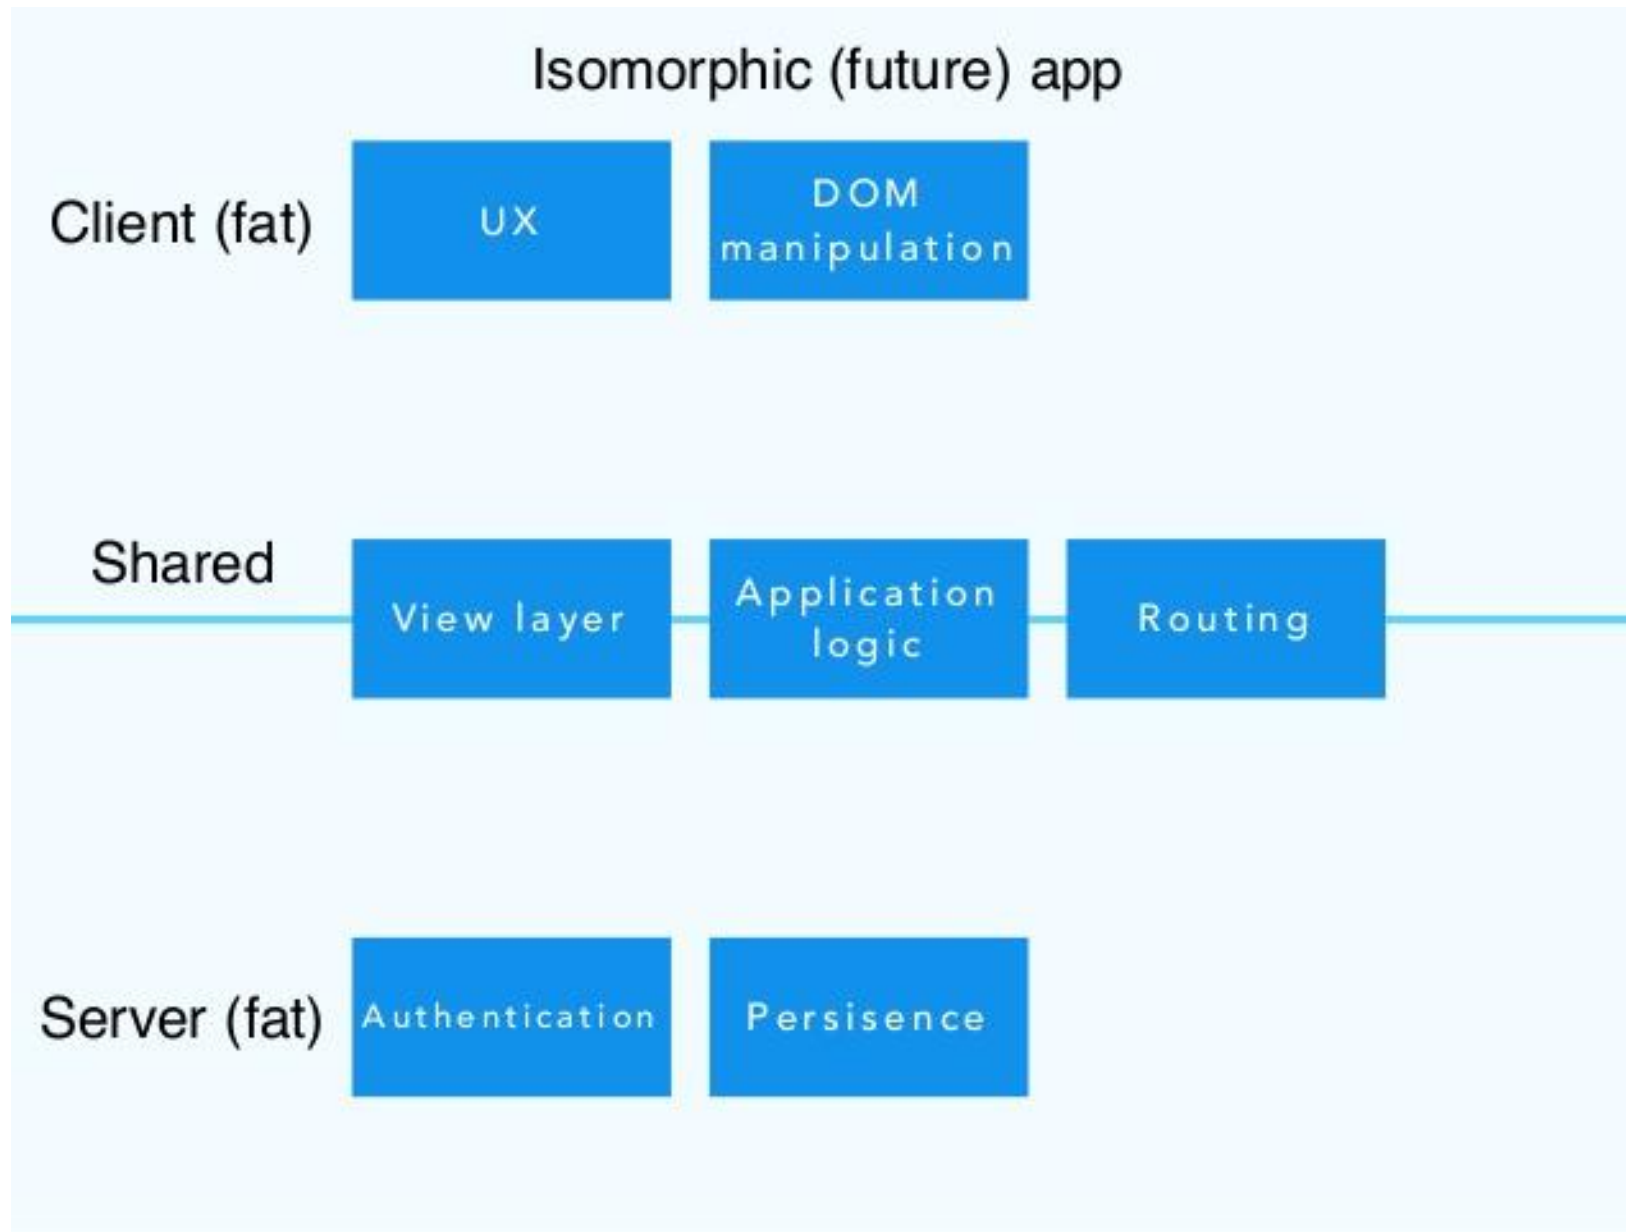 Isomorphic (future) app
Client (fat)
UX
DOM
manipulation
Shared
View layer
Application
logic
Routing
Server (fat)
Authentication
Persisence